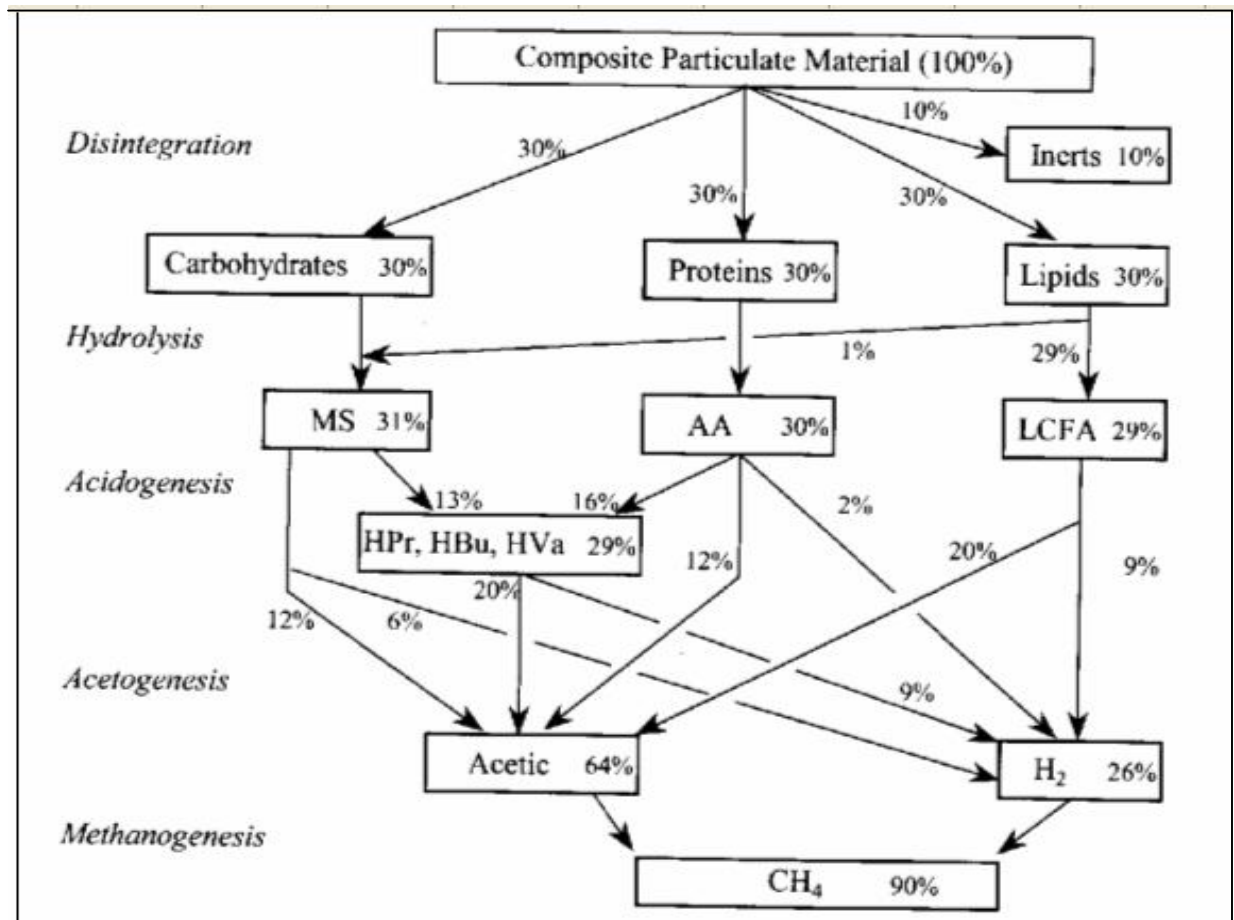 Composite Particulate Material (100%)
10%
Disintegration
30%
Inerts 10%
30%
30%
Carbohydrates 30%
Proteins 30%
Lipids 30%
Hydrolysis
1%
29%
MS 31%
AA 30%
LCFA 29%
Acidogenesis
13%
16%
2%
HPr, HBu, HVa 29%
20%
12%
9%
20%
12%
6%
Acetogenesis
9%
Acetic 64%
H₂ 26%
Methanogenesis
CH₄ 90%